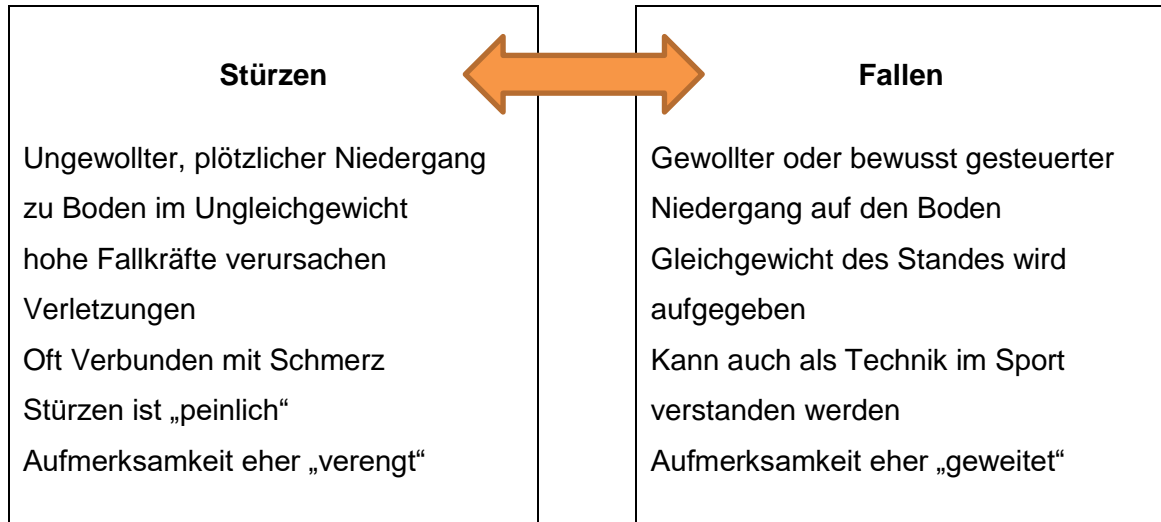 Stürzen
Ungewollter, plötzlicher Niedergang
zu Boden im Ungleichgewicht
hohe Fallkräfte verursachen
Verletzungen
Oft Verbunden mit Schmerz
Stürzen ist „peinlich“
Aufmerksamkeit eher „verengt“
Fallen
Gewollter oder bewusst gesteuerter
Niedergang auf den Boden
Gleichgewicht des Standes wird
aufgegeben
Kann auch als Technik im Sport
verstanden werden
Aufmerksamkeit eher „geweitet“